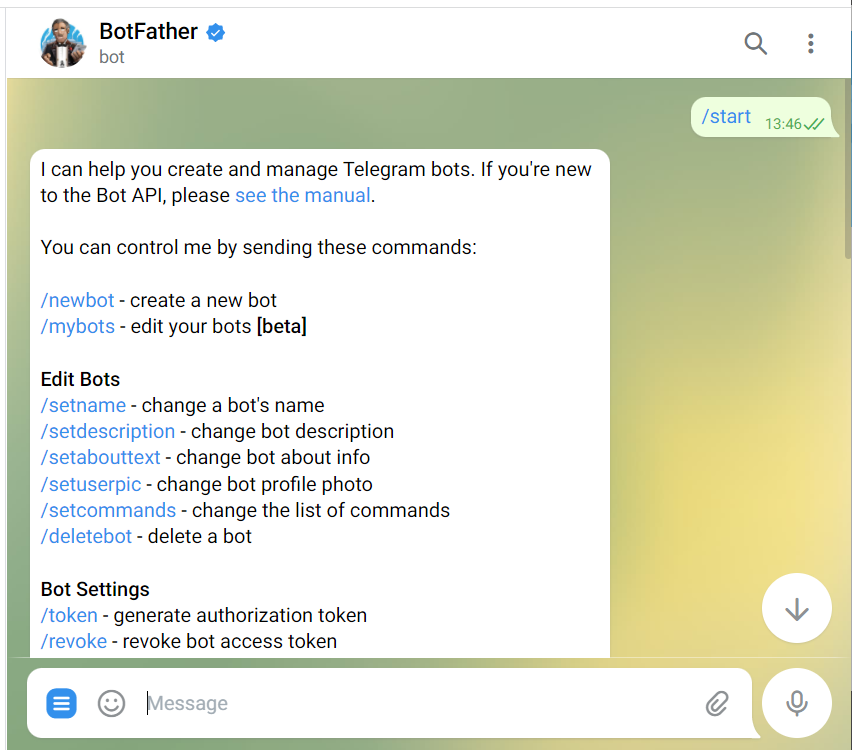 BotFather
bot
/start 13:46
I can help you create and manage Telegram bots. If you're new
to the Bot API, please see the manual.
You can control me by sending these commands:
/newbot - create a new bot
/mybots - edit your bots [beta]
Edit Bots
/setname - change a bot's name
/setdescription - change bot description
/setabouttext - change bot about info
/setuserpic - change bot profile photo
/setcommands - change the list of commands
/deletebot - delete a bot
Bot Settings
/token - generate authorization token
/revoke - revoke bot access token
Message